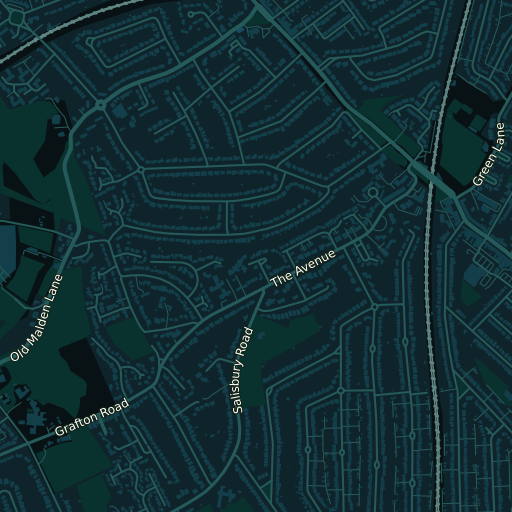 Green Lane
The Avenue
Old Malden Lane
Salisbury Road
Grafton Road